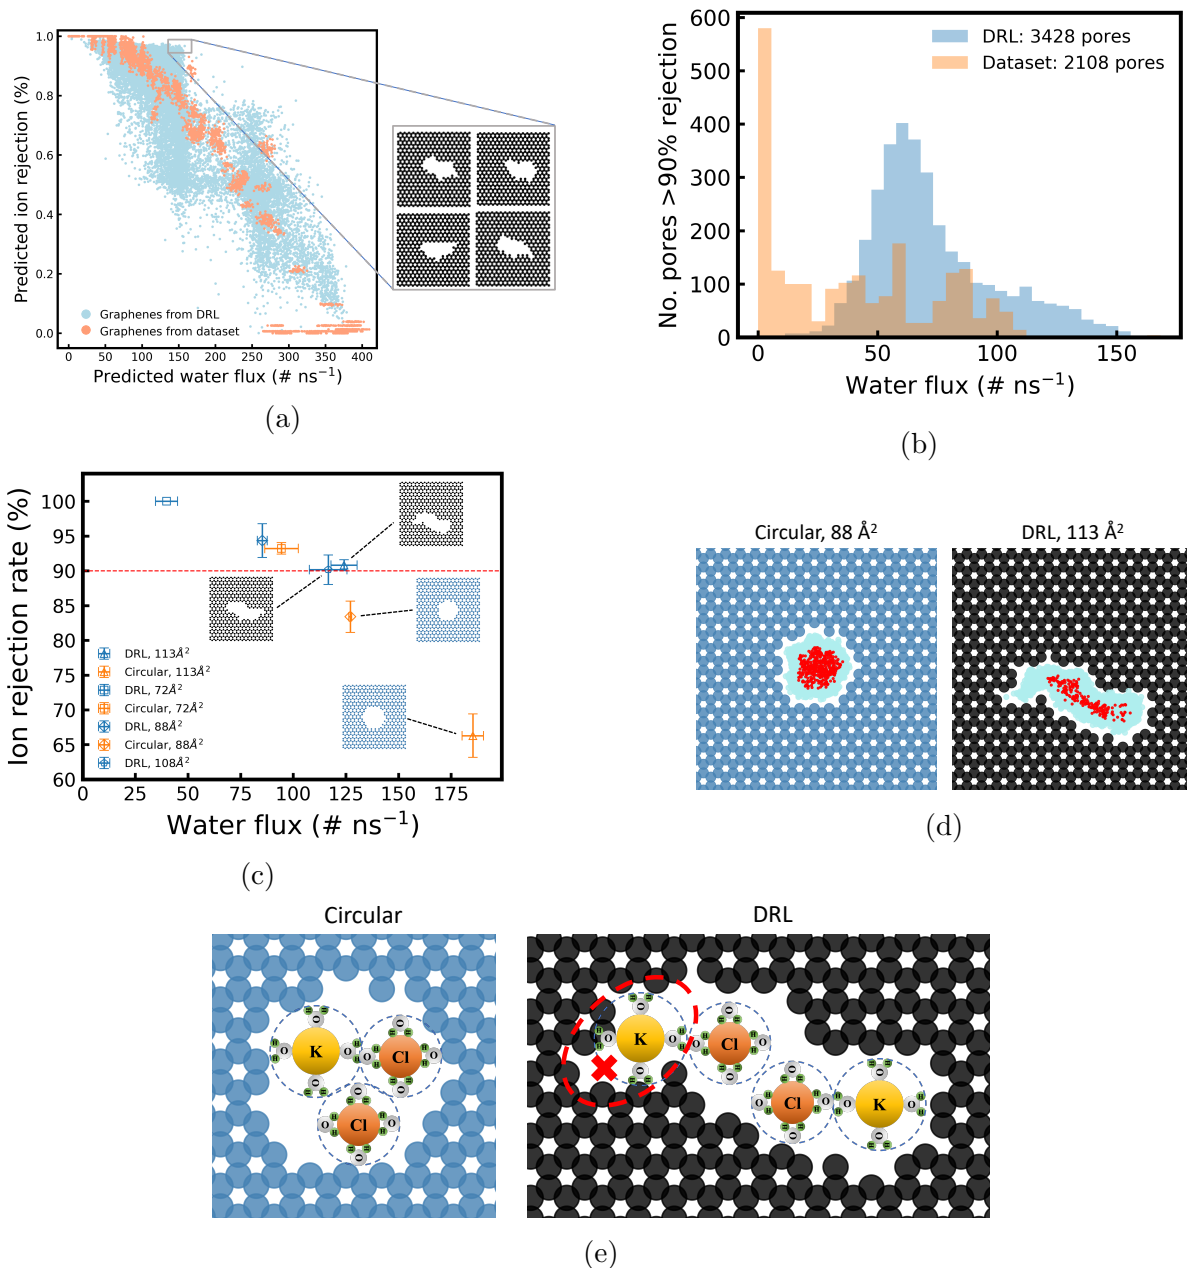 1.0
0.8
0.6
0.4
0.2
0.0
Predicted ion rejection (%)
Graphenes from DRL
Graphenes from dataset
0 50 100 150 200 250 300 350 400
Predicted water flux (# ns⁻¹)
(a)
600
500
400
300
200
100
0
No. pores >90% rejection
DRL: 3428 pores
Dataset: 2108 pores
0 50 100 150
Water flux (# ns⁻¹)
(b)
100
95
90
85
80
75
70
65
60
Ion rejection rate (%)
DRL, 113Å²
Circular, 113Å²
DRL, 72Å²
Circular, 72Å²
DRL, 88Å²
Circular, 88Å²
DRL, 108Å²
0 25 50 75 100 125 150 175
Water flux (# ns⁻¹)
(c)
Circular, 88 Å²
DRL, 113 Å²
(d)
Circular
DRL
K
Cl
Cl
K
Cl
Cl
K
(e)